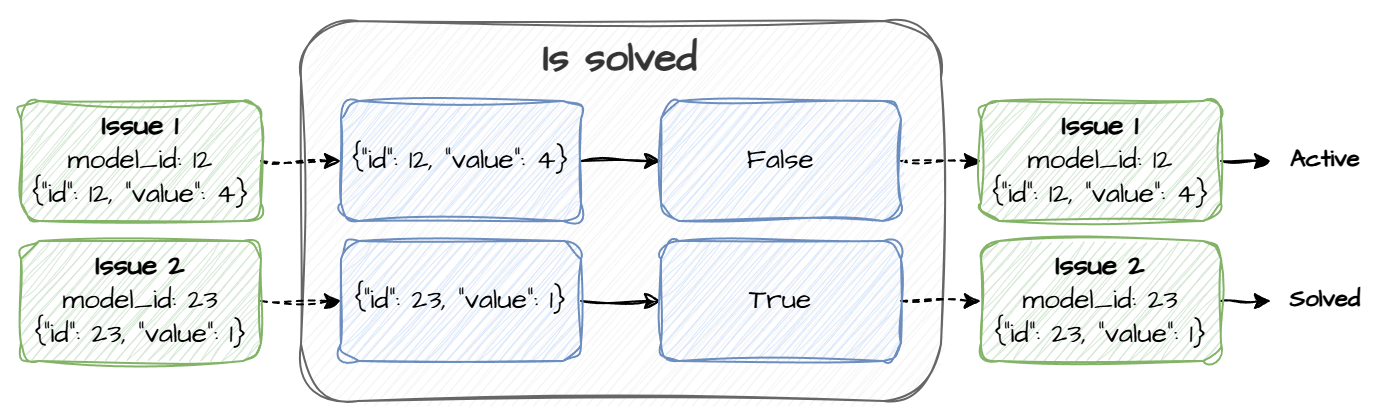 Is solved
Issue 1
model_id: 12
{"id": 12, "value": 4}
{"id": 12, "value": 4}
False
Issue 1
model_id: 12
{"id": 12, "value": 4}
Active
Issue 2
model_id: 23
{"id": 23, "value": 1}
{"id": 23, "value": 1}
True
Issue 2
model_id: 23
{"id": 23, "value": 1}
Solved